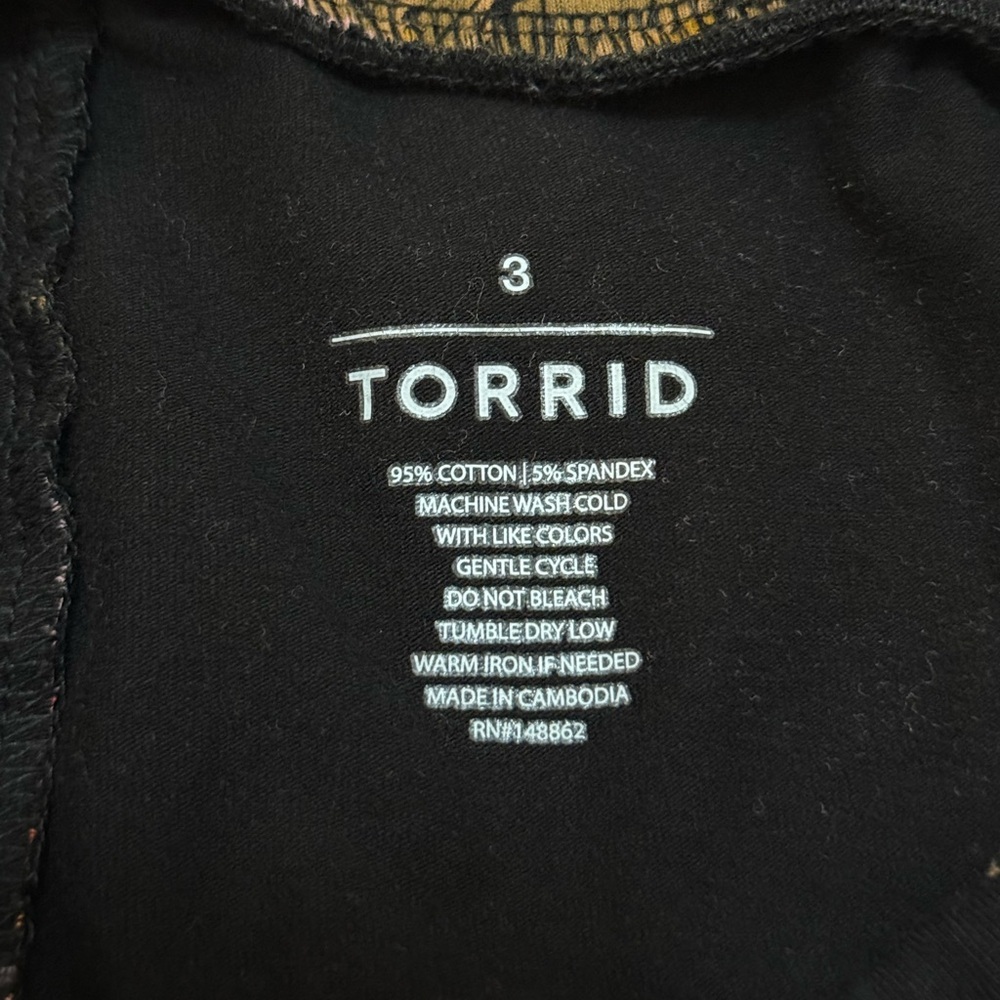 3
TORRID
95% COTTON | 5% SPANDEX
MACHINE WASH COLD
WITH LIKE COLORS
GENTLE CYCLE
DO NOT BLEACH
TUMBLE DRY LOW
WARM IRON IF NEEDED
MADE IN CAMBODIA
RN#148862